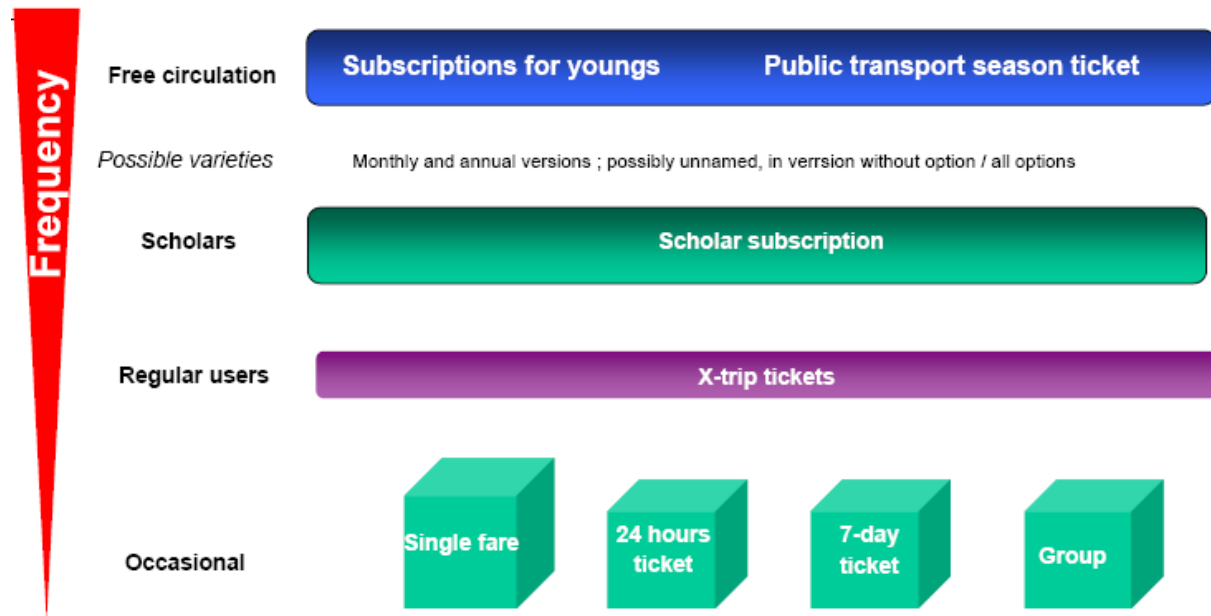 Frequency
Free circulation
Subscriptions for youngs
Public transport season ticket
Possible varieties
Monthly and annual versions ; possibly unnamed, in verrsion without option / all options
Scholars
Scholar subscription
Regular users
X-trip tickets
Occasional
Single fare
24 hours
ticket
7-day
ticket
Group